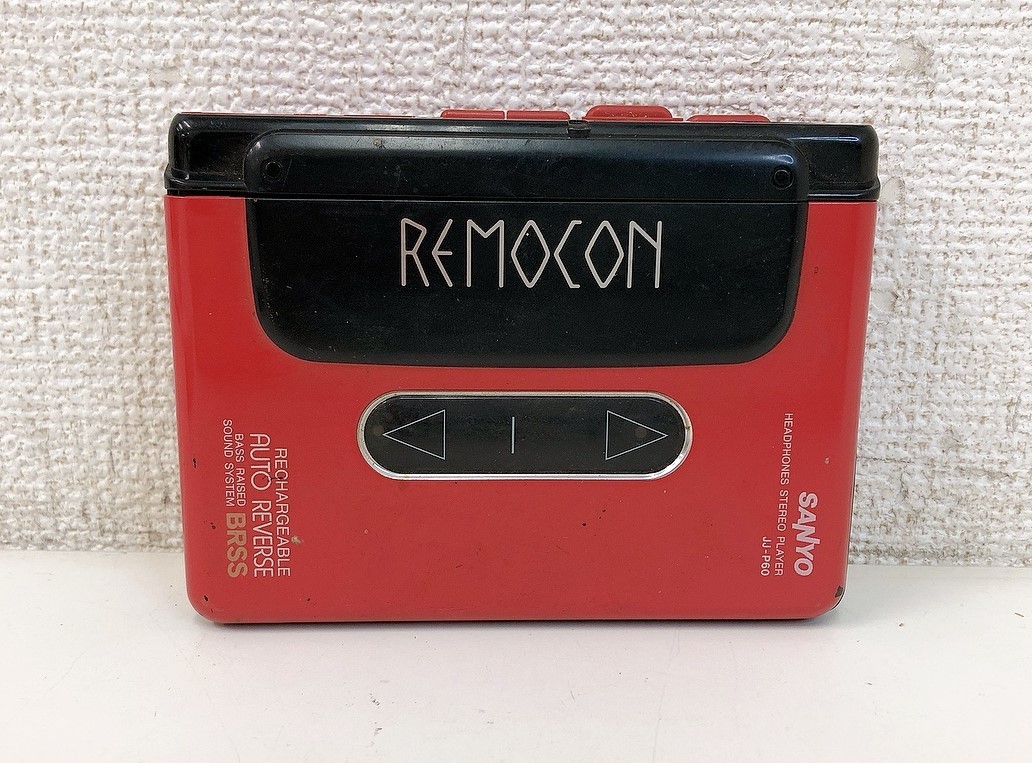 REMOCON
RECHARGEABLE
AUTO REVERSE
BASS RAISED
SOUND SYSTEM BRSS
SANYO
HEADPHONES STEREO PLAYER
JJ-P60